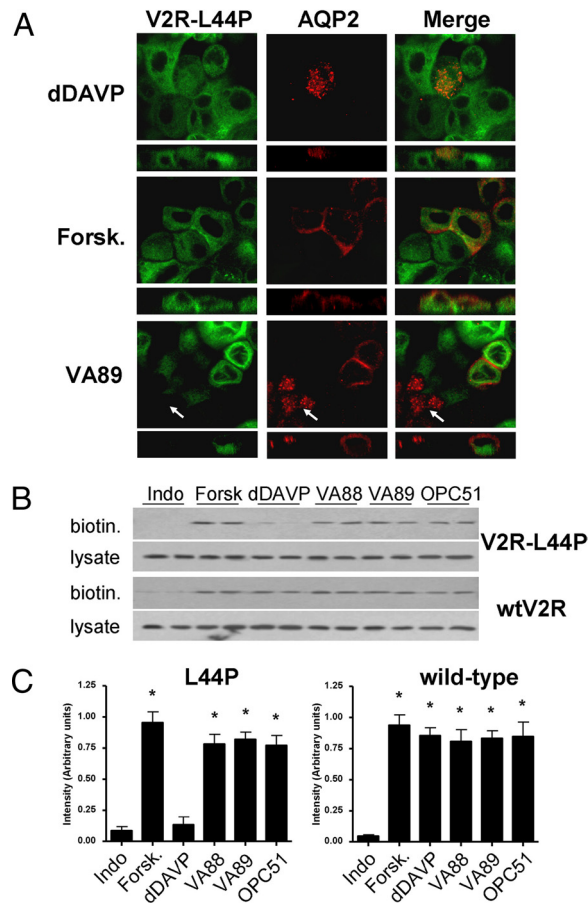 A
V2R-L44P AQP2 Merge
dDAVP
Forsk.
VA89
B
Indo Forsk dDAVP VA88 VA89 OPC51
biotin.
lysate
V2R-L44P
biotin.
lysate
wtV2R
C
L44P
Intensity (Arbitrary units)
1.25
1.00
0.75
0.50
0.25
0.00
* * * *
Indo Forsk. dDAVP VA88 VA89 OPC51
wild-type
Intensity (Arbitrary units)
1.25
1.00
0.75
0.50
0.25
0.00
* * * * *
Indo Forsk. dDAVP VA88 VA89 OPC51